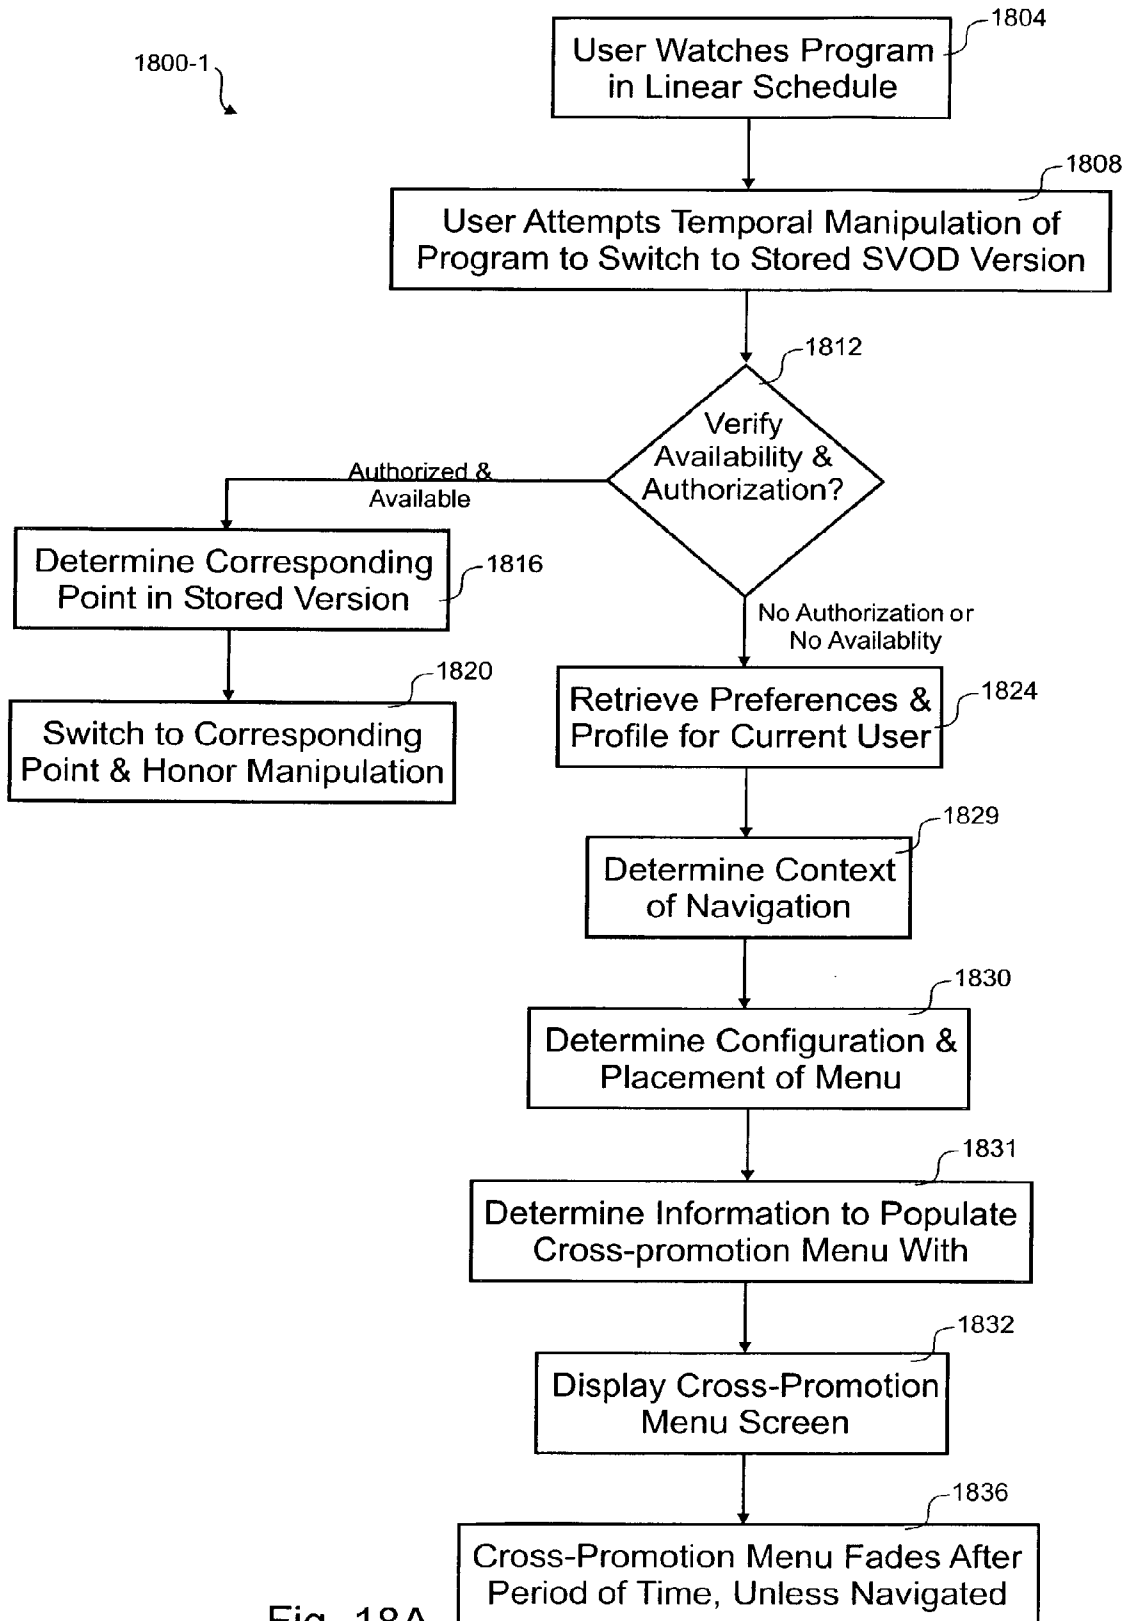 1804
1800-1
User Watches Program
in Linear Schedule
1808
User Attempts Temporal Manipulation of
Program to Switch to Stored SVOD Version
1812
Verify
Availability &
Authorization?
Authorized &
Available
Determine Corresponding
Point in Stored Version
1816
No Authorization or
No Availablity
1820
Switch to Corresponding
Point & Honor Manipulation
Retrieve Preferences &
Profile for Current User
1824
1829
Determine Context
of Navigation
1830
Determine Configuration &
Placement of Menu
1831
Determine Information to Populate
Cross-promotion Menu With
1832
Display Cross-Promotion
Menu Screen
1836
Cross-Promotion Menu Fades After
Period of Time, Unless Navigated
Fig. 18A